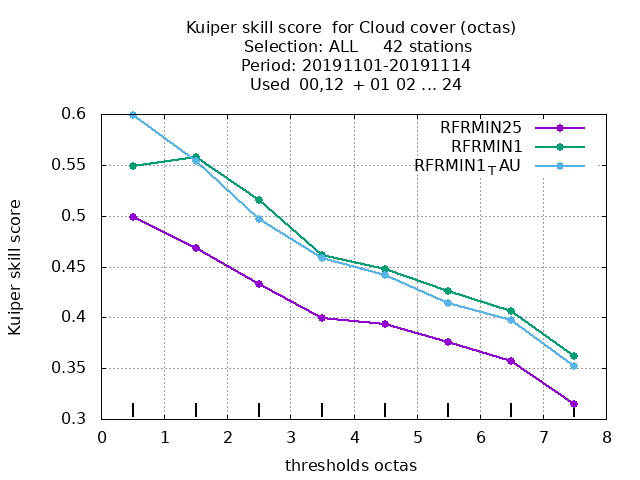 Kuiper skill score  for Cloud cover (octas)
Selection: ALL     42 stations
Period: 20191101-20191114
Used  00,12  + 01 02 ... 24
RFRMIN25
RFRMIN1
RFRMIN1TAU
Kuiper skill score
0.6
0.55
0.5
0.45
0.4
0.35
0.3
0 1 2 3 4 5 6 7 8
thresholds octas